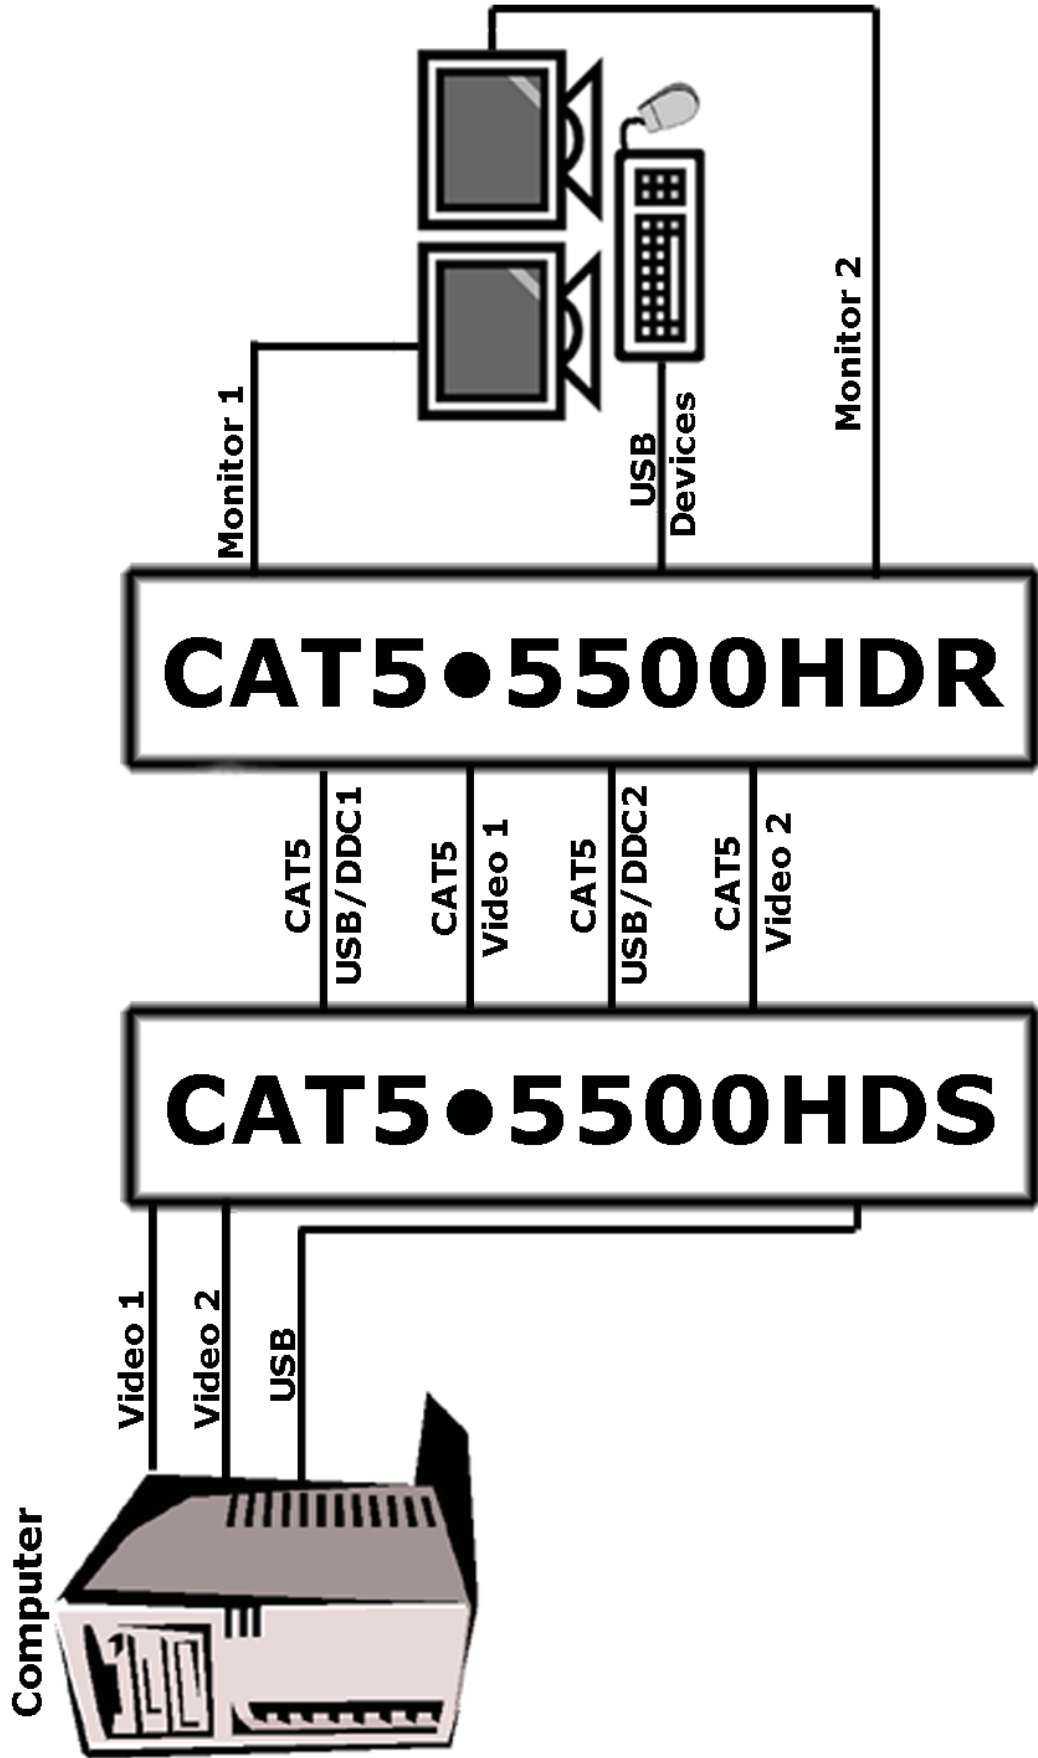 Monitor 1
USB
Devices
Monitor 2
CAT5●5500HDR
CAT5
USB/DDC1
CAT5
Video 1
CAT5
USB/DDC2
CAT5
Video 2
CAT5●5500HDS
Video 1
Video 2
USB
Computer